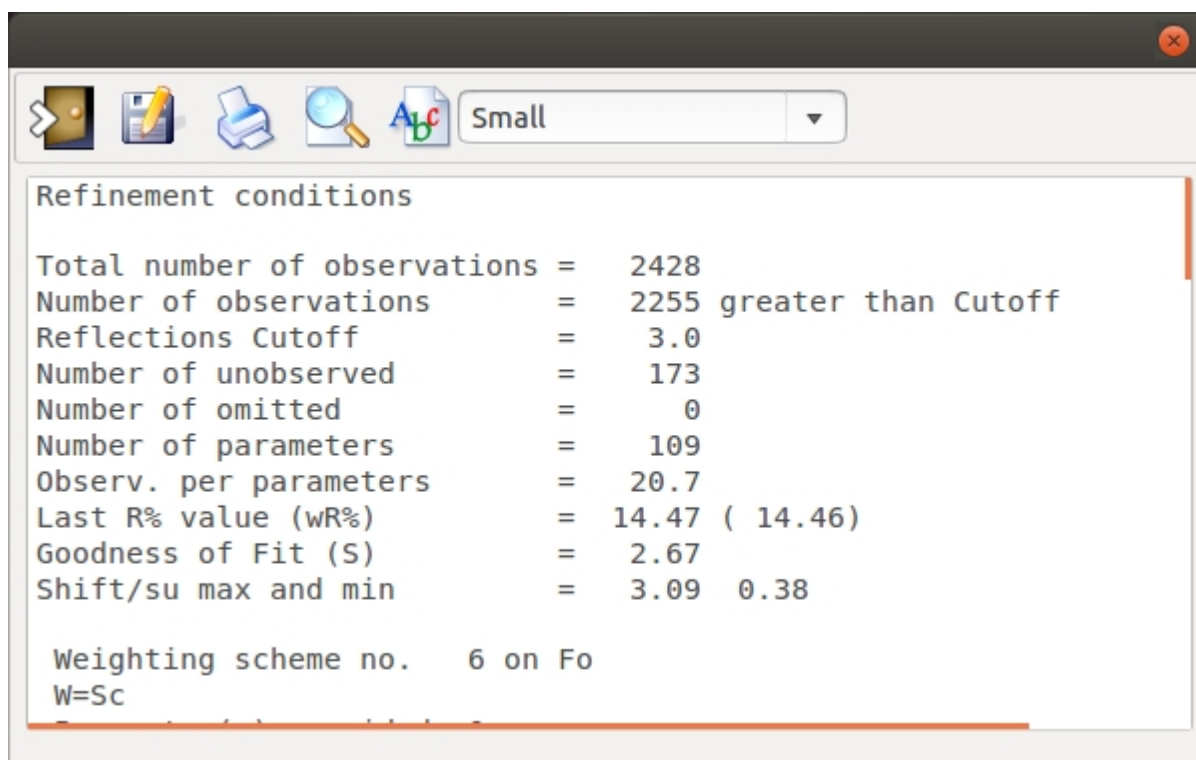 Abc
Small
Refinement conditions
Total number of observations =   2428
Number of observations       =   2255 greater than Cutoff
Reflections Cutoff           =    3.0
Number of unobserved         =    173
Number of omitted            =      0
Number of parameters         =    109
Observ. per parameters       =   20.7
Last R% value (wR%)          =  14.47 ( 14.46)
Goodness of Fit (S)          =   2.67
Shift/su max and min         =   3.09  0.38
Weighting scheme no.   6 on Fo
W=Sc